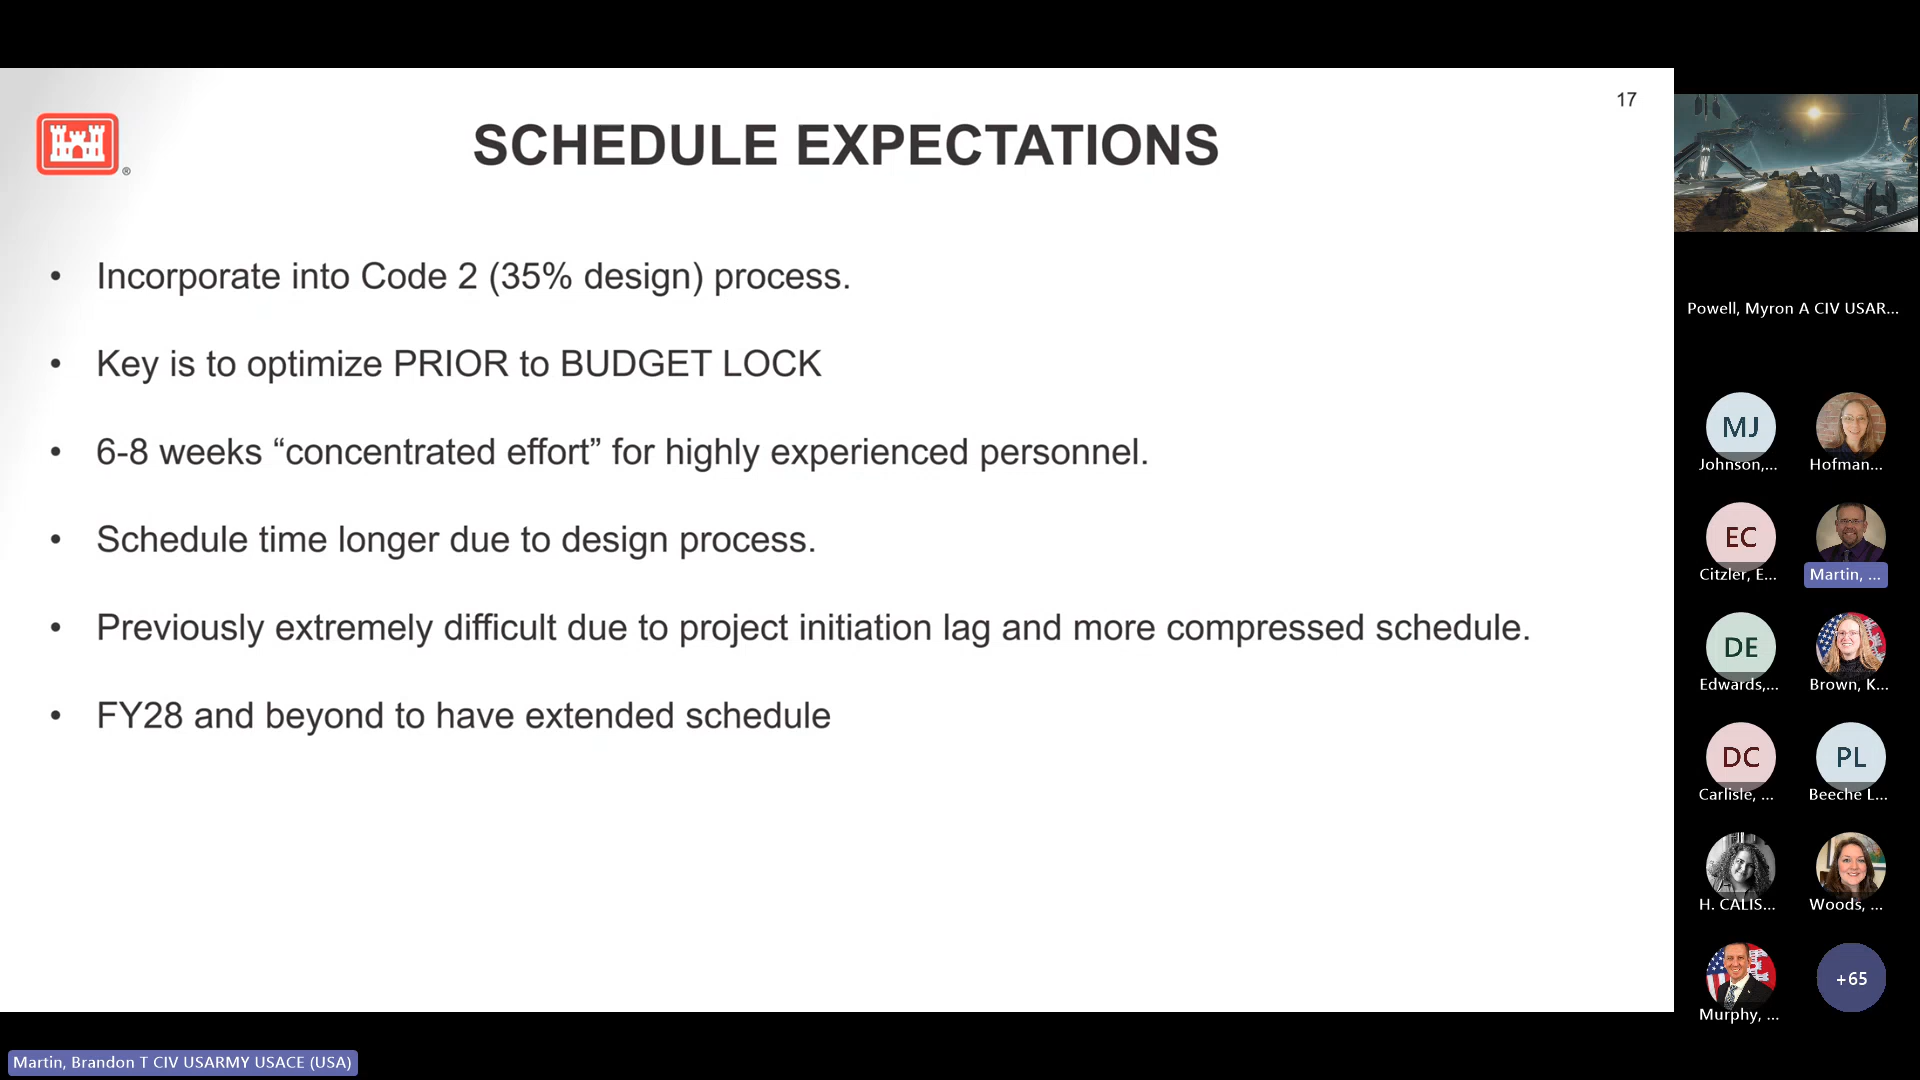 17
®
SCHEDULE EXPECTATIONS
• Incorporate into Code 2 (35% design) process.
• Key is to optimize PRIOR to BUDGET LOCK
• 6-8 weeks “concentrated effort” for highly experienced personnel.
• Schedule time longer due to design process.
• Previously extremely difficult due to project initiation lag and more compressed schedule.
• FY28 and beyond to have extended schedule
Powell, Myron A CIV USAR...
MJ
Johnson,...
Hofman...
EC
Citzler, E...
Martin, ...
DE
Edwards,...
Brown, K...
DC
Carlisle, ...
PL
Beeche L...
H. CALIS...
Woods, ...
Murphy, ...
+65
Martin, Brandon T CIV USARMY USACE (USA)